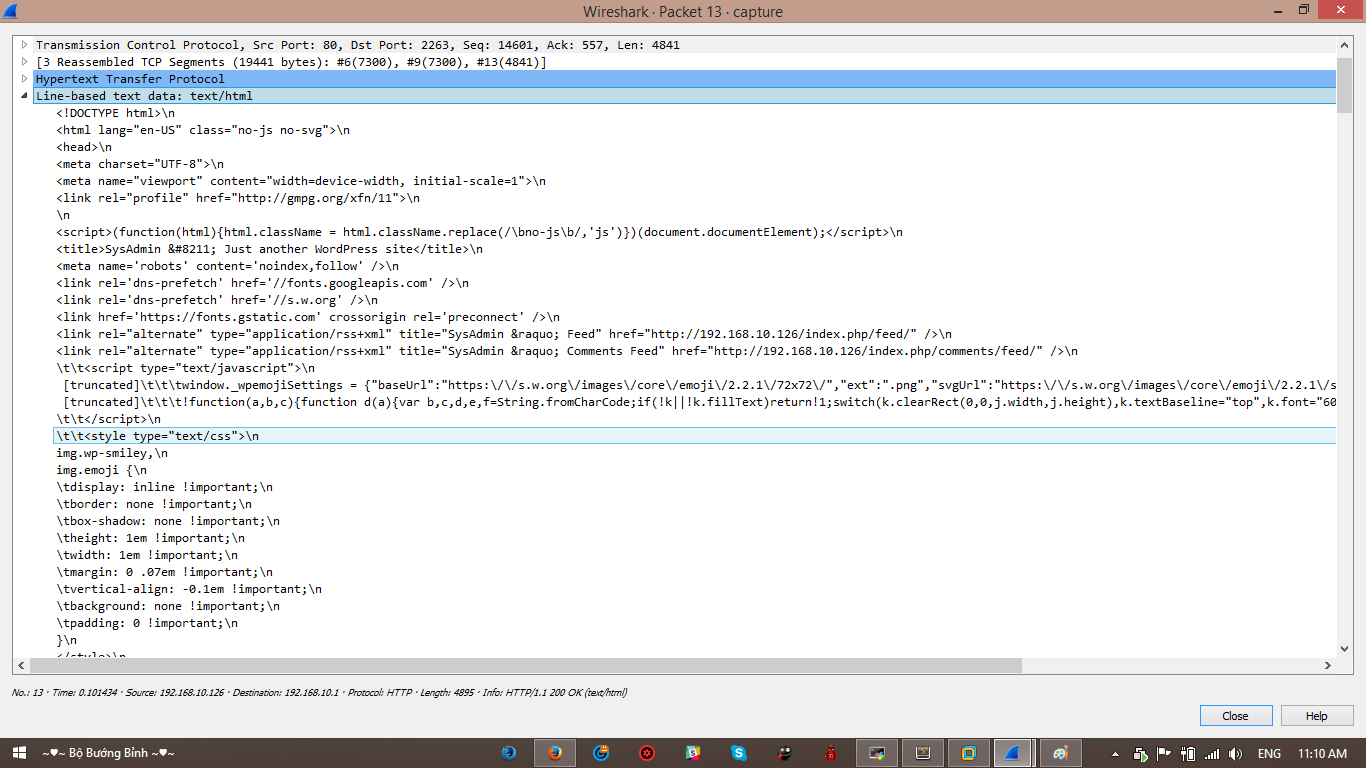 Wireshark · Packet 13 · capture
Transmission Control Protocol, Src Port: 80, Dst Port: 2263, Seq: 14601, Ack: 557, Len: 4841
[3 Reassembled TCP Segments (19441 bytes): #6(7300), #9(7300), #13(4841)]
Hypertext Transfer Protocol
Line-based text data: text/html
<!DOCTYPE html>\n
<html lang="en-US" class="no-js no-svg">\n
<head>\n
<meta charset="UTF-8">\n
<meta name="viewport" content="width=device-width, initial-scale=1">\n
<link rel="profile" href="http://gmpg.org/xfn/11">\n
\n
<script>(function(html){html.className = html.className.replace(/\bno-js\b/,'js')})(document.documentElement);</script>\n
<title>SysAdmin &#8211; Just another WordPress site</title>\n
<meta name='robots' content='noindex,follow' />\n
<link rel='dns-prefetch' href='//fonts.googleapis.com' />\n
<link rel='dns-prefetch' href='//s.w.org' />\n
<link href='https://fonts.gstatic.com' crossorigin rel='preconnect' />\n
<link rel="alternate" type="application/rss+xml" title="SysAdmin &raquo; Feed" href="http://192.168.10.126/index.php/feed/" />\n
<link rel="alternate" type="application/rss+xml" title="SysAdmin &raquo; Comments Feed" href="http://192.168.10.126/index.php/comments/feed/" />\n
\t\t<script type="text/javascript">\n
[truncated]\t\t\twindow._wpemojiSettings = {"baseUrl":"https:\/\/s.w.org\/images\/core\/emoji\/2.2.1\/72x72\/","ext":".png","svgUrl":"https:\/\/s.w.org\/images\/core\/emoji\/2.2.1\/s
[truncated]\t\t\t!function(a,b,c){function d(a){var b,c,d,e,f=String.fromCharCode;if(!k||!k.fillText)return!1;switch(k.clearRect(0,0,j.width,j.height),k.textBaseline="top",k.font="60
\t\t</script>\n
\t\t<style type="text/css">\n
img.wp-smiley,\n
img.emoji {\n
\tdisplay: inline !important;\n
\tborder: none !important;\n
\tbox-shadow: none !important;\n
\theight: 1em !important;\n
\twidth: 1em !important;\n
\tmargin: 0 .07em !important;\n
\tvertical-align: -0.1em !important;\n
\tbackground: none !important;\n
\tpadding: 0 !important;\n
}\n
</style>\n
No.: 13 · Time: 0.101434 · Source: 192.168.10.126 · Destination: 192.168.10.1 · Protocol: HTTP · Length: 4895 · Info: HTTP/1.1 200 OK (text/html)
Close
Help
~♥~ Bộ Bướng Bỉnh ~♥~
ENG
11:10 AM